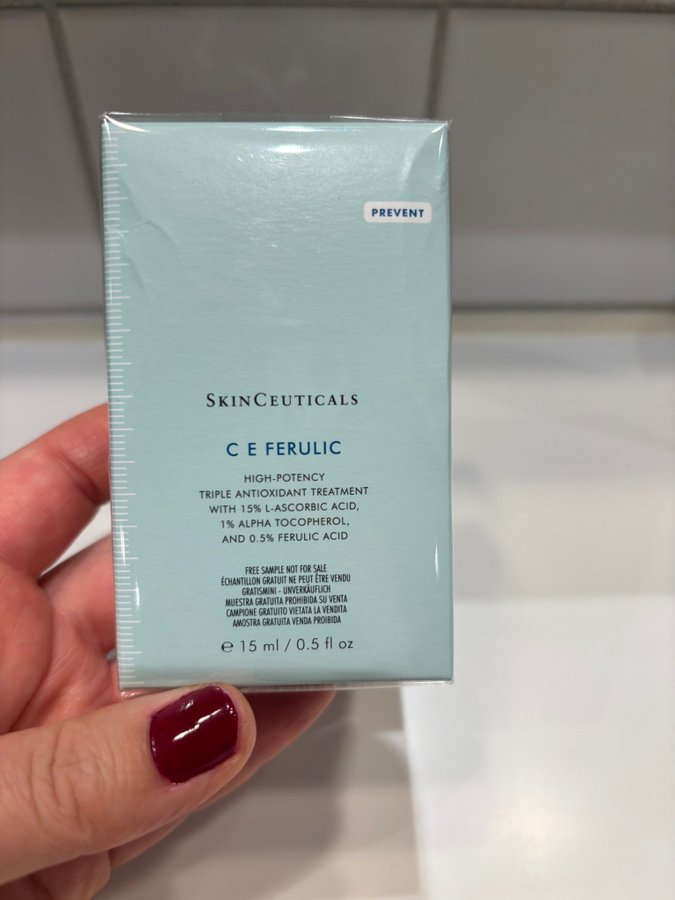 PREVENT
SKINCEUTICALS
C E FERULIC
HIGH-POTENCY
TRIPLE ANTIOXIDANT TREATMENT
WITH 15% L-ASCORBIC ACID,
1% ALPHA TOCOPHEROL,
AND 0.5% FERULIC ACID
FREE SAMPLE NOT FOR SALE
ÉCHANTILLON GRATUIT NE PEUT ÊTRE VENDU
GRATISMINI - UNVERKÄUFLICH
MUESTRA GRATUITA PROHIBIDA SU VENTA
CAMPIONE GRATUITO VIETATA LA VENDITA
AMOSTRA GRATUITA VENDA PROIBIDA
℮ 15 ml / 0.5 fl oz